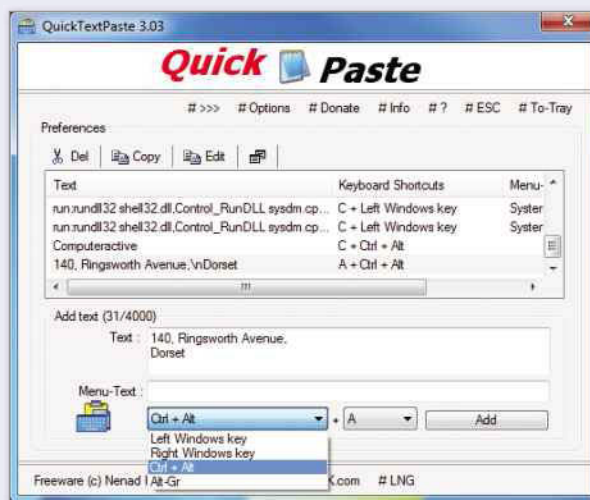 QuickTextPaste 3.03
Quick Paste
# >>> # Options # Donate # Info # ? # ESC # To-Tray
Preferences
Del Copy Edit
Text Keyboard Shortcuts Menu-
run:rundll32 shell32.dll,Control_RunDLL sysdm.cp... C + Left Windows key System
run:rundll32 shell32.dll,Control_RunDLL sysdm.cp... C + Left Windows key System
Computeractive C + Ctrl + Alt
140, Ringsworth Avenue,\nDorset A + Ctrl + Alt
Add text (31/4000)
Text : 140, Ringsworth Avenue,
Dorset
Menu-Text :
Ctrl + Alt + A Add
Left Windows key
Right Windows key
Ctrl + Alt
Alt-Gr
Freeware (c) Nenad .com # LNG